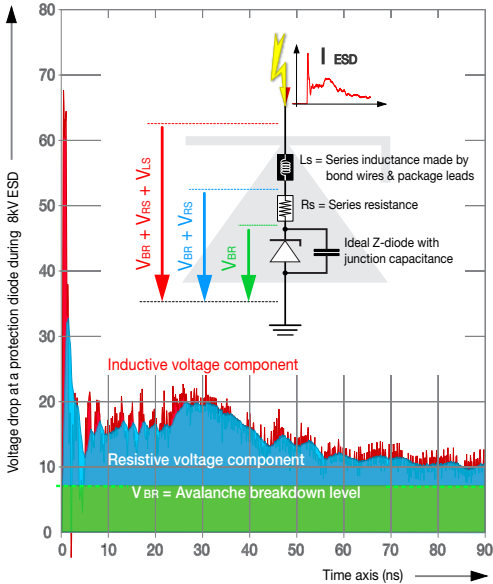 Voltage drop at a protection diode during 8kV ESD
80
70
60
50
40
30
20
10
0
0
10
20
30
40
50
60
70
80
90
Time axis (ns)
I ESD
Ls = Series inductance made by
bond wires & package leads
Rs = Series resistance
Ideal Z-diode with
junction capacitance
VBR + VRS + VLS
VBR + VRS
VBR
Inductive voltage component
Resistive voltage component
VBR = Avalanche breakdown level